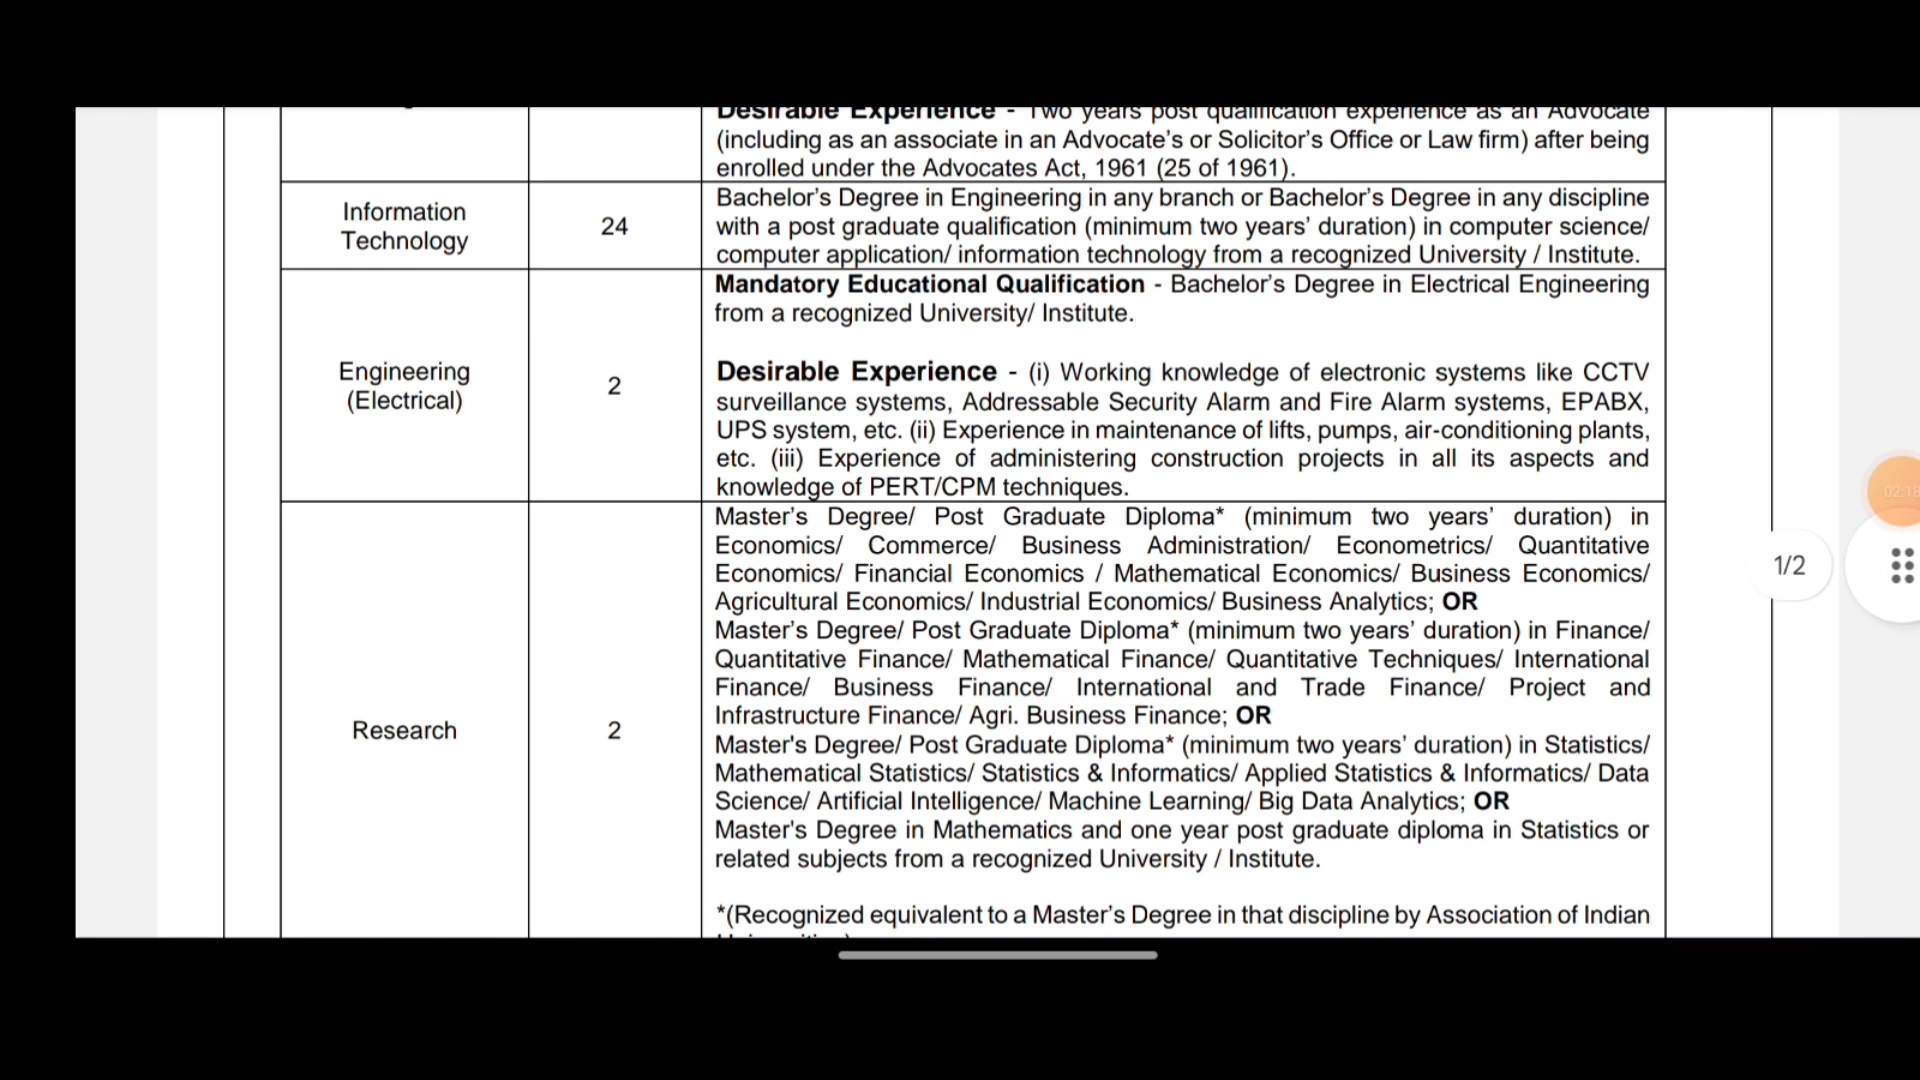 Desirable Experience - Two years post qualification experience as an Advocate
(including as an associate in an Advocate's or Solicitor's Office or Law firm) after being
enrolled under the Advocates Act, 1961 (25 of 1961).
Information
Technology
24
Bachelor's Degree in Engineering in any branch or Bachelor's Degree in any discipline
with a post graduate qualification (minimum two years' duration) in computer science/
computer application/ information technology from a recognized University / Institute.
Engineering
(Electrical)
2
Mandatory Educational Qualification - Bachelor's Degree in Electrical Engineering
from a recognized University/ Institute.
Desirable Experience - (i) Working knowledge of electronic systems like CCTV
surveillance systems, Addressable Security Alarm and Fire Alarm systems, EPABX,
UPS system, etc. (ii) Experience in maintenance of lifts, pumps, air-conditioning plants,
etc. (iii) Experience of administering construction projects in all its aspects and
knowledge of PERT/CPM techniques.
Research
2
Master's Degree/ Post Graduate Diploma* (minimum two years' duration) in
Economics/ Commerce/ Business Administration/ Econometrics/ Quantitative
Economics/ Financial Economics / Mathematical Economics/ Business Economics/
Agricultural Economics/ Industrial Economics/ Business Analytics; OR
Master's Degree/ Post Graduate Diploma* (minimum two years' duration) in Finance/
Quantitative Finance/ Mathematical Finance/ Quantitative Techniques/ International
Finance/ Business Finance/ International and Trade Finance/ Project and
Infrastructure Finance/ Agri. Business Finance; OR
Master's Degree/ Post Graduate Diploma* (minimum two years' duration) in Statistics/
Mathematical Statistics/ Statistics & Informatics/ Applied Statistics & Informatics/ Data
Science/ Artificial Intelligence/ Machine Learning/ Big Data Analytics; OR
Master's Degree in Mathematics and one year post graduate diploma in Statistics or
related subjects from a recognized University / Institute.
*(Recognized equivalent to a Master's Degree in that discipline by Association of Indian
02:18
1/2